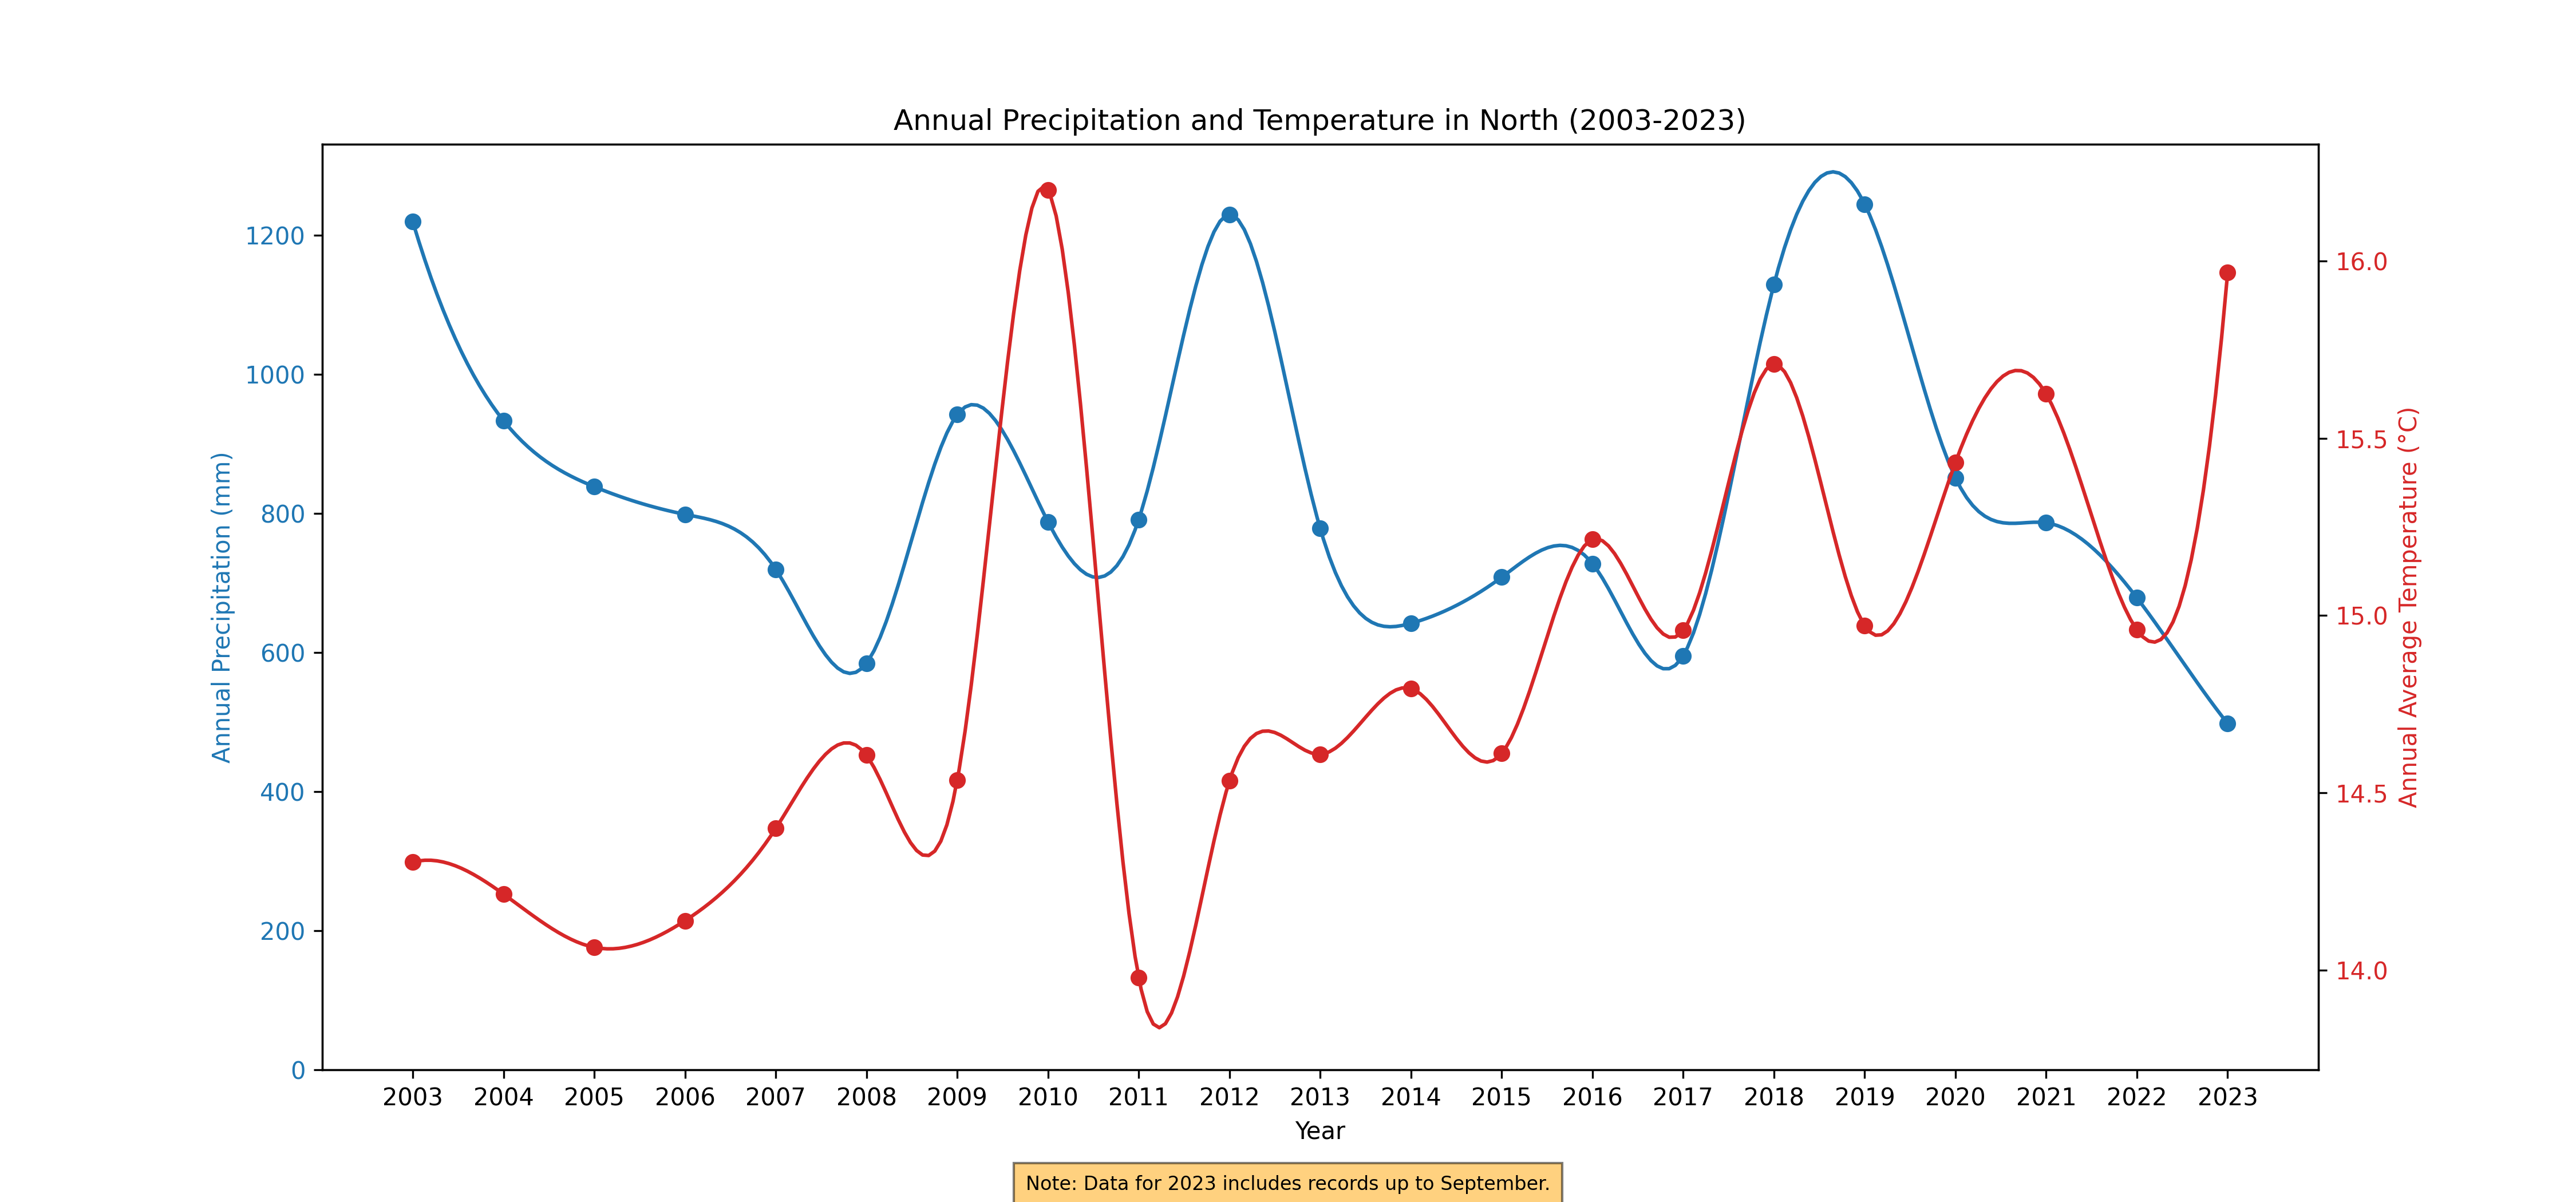 Annual Precipitation and Temperature in North (2003-2023)
Annual Precipitation (mm)
1200
1000
800
600
400
200
0
16.0
15.5
15.0
14.5
14.0
Annual Average Temperature (°C)
2003 2004 2005 2006 2007 2008 2009 2010 2011 2012 2013 2014 2015 2016 2017 2018 2019 2020 2021 2022 2023
Year
Note: Data for 2023 includes records up to September.